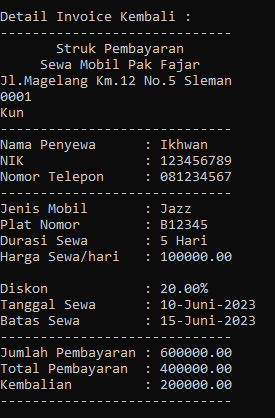 Detail Invoice Kembali :
-----------------------------
Struk Pembayaran
Sewa Mobil Pak Fajar
Jl.Magelang Km.12 No.5 Sleman
0001
Kun
-----------------------------
Nama Penyewa : Ikhwan
NIK : 123456789
Nomor Telepon : 081234567
-----------------------------
Jenis Mobil : Jazz
Plat Nomor : B12345
Durasi Sewa : 5 Hari
Harga Sewa/hari : 100000.00
Diskon : 20.00%
Tanggal Sewa : 10-Juni-2023
Batas Sewa : 15-Juni-2023
-----------------------------
Jumlah Pembayaran : 600000.00
Total Pembayaran : 400000.00
Kembalian : 200000.00
-----------------------------